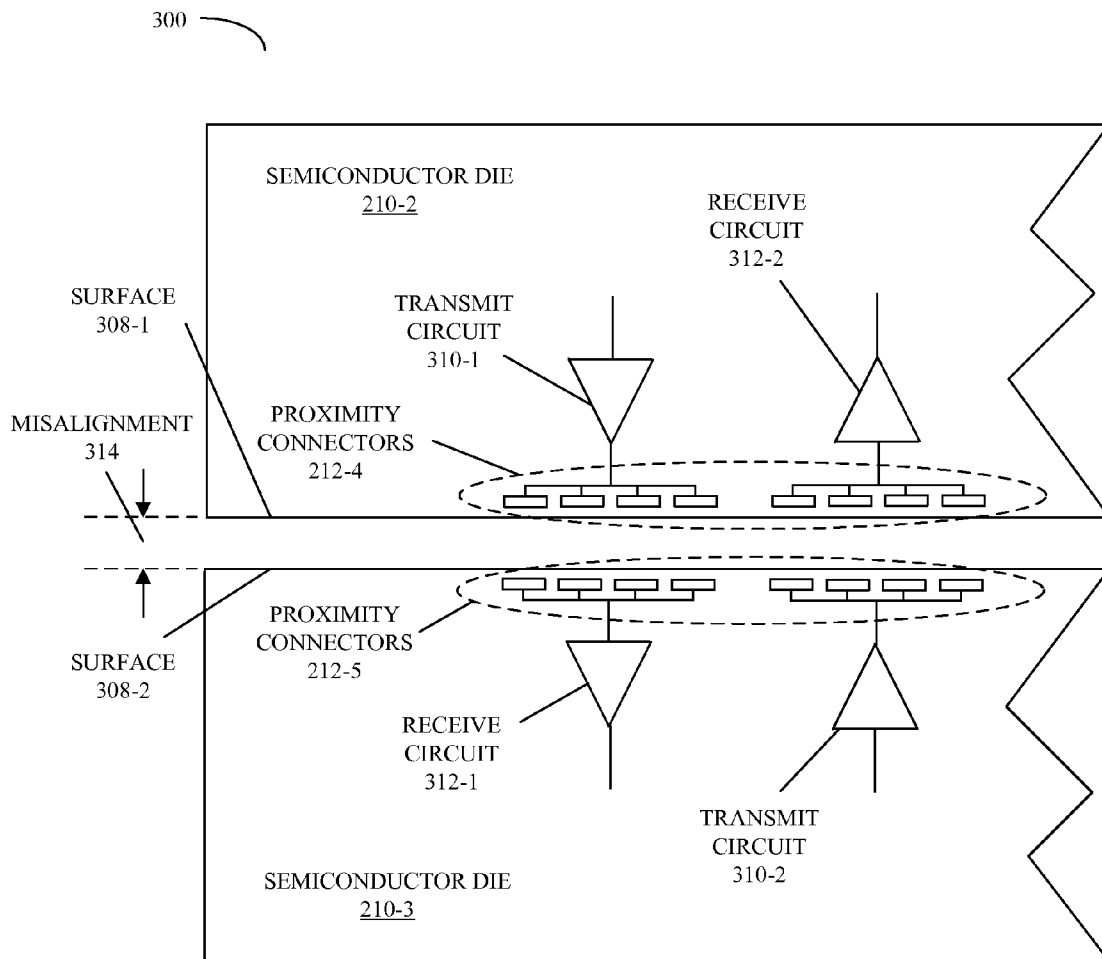 300
SEMICONDUCTOR DIE
210-2
RECEIVE
CIRCUIT
312-2
SURFACE
308-1
TRANSMIT
CIRCUIT
310-1
MISALIGNMENT
314
PROXIMITY
CONNECTORS
212-4
PROXIMITY
CONNECTORS
212-5
SURFACE
308-2
RECEIVE
CIRCUIT
312-1
TRANSMIT
CIRCUIT
310-2
SEMICONDUCTOR DIE
210-3